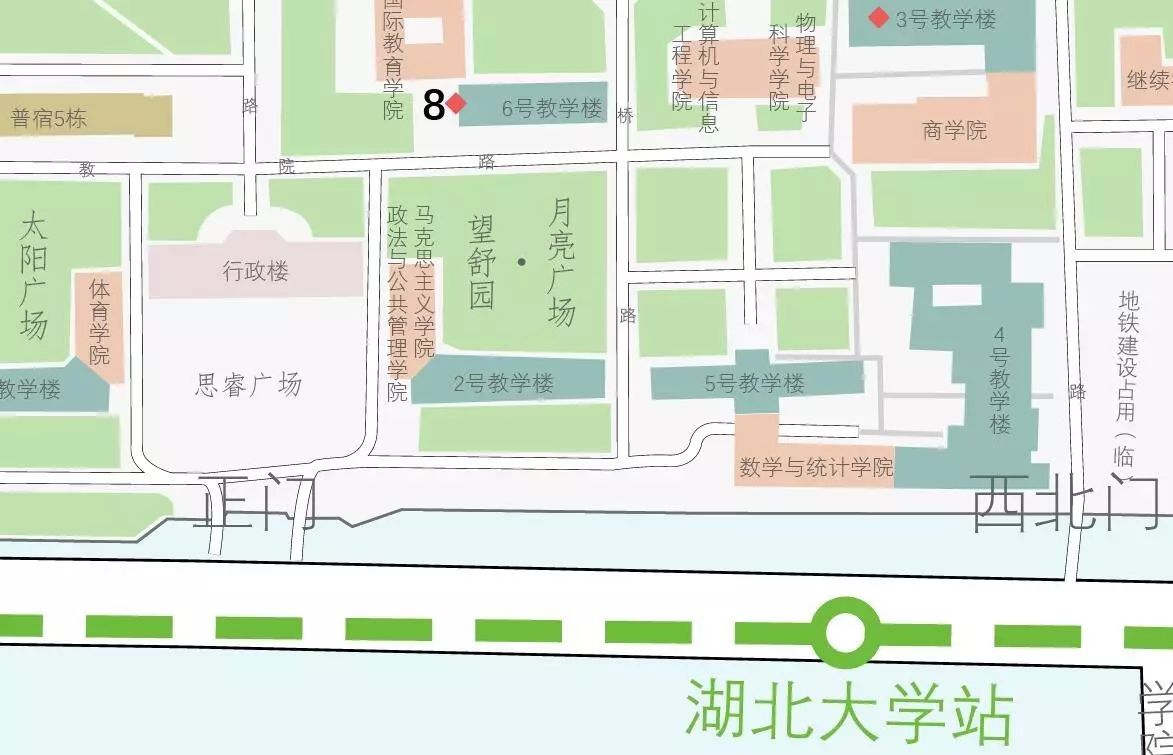 国际教育学院
计算机与信息
工程学院
物理与电子
科学学院
3号教学楼
继续
8
6号教学楼
普宿5栋
路
桥
商学院
教
院
路
太阳广场
体育学院
行政楼
马克思主义学院
政法与公共管理学院
望舒园
月亮广场
路
4号教学楼
地铁建设占用（临
路
教学楼
思睿广场
2号教学楼
5号教学楼
数学与统计学院
正门
西北门
湖北大学站
学院